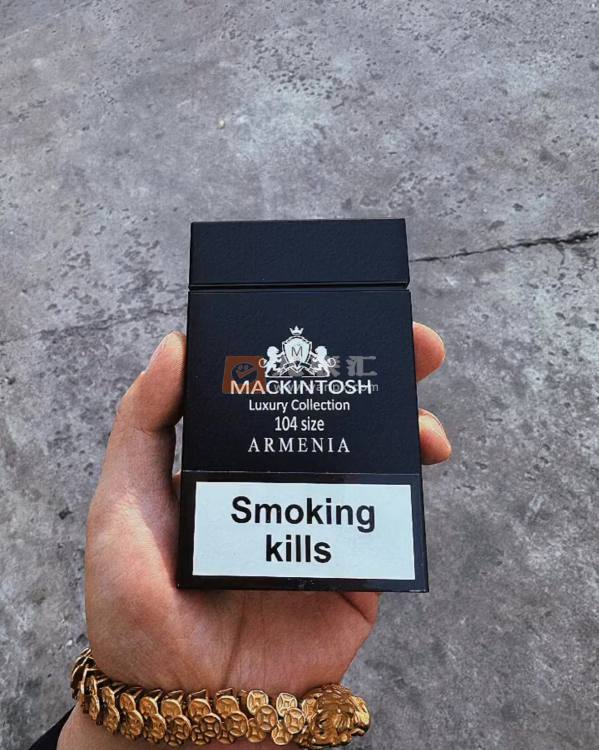 M
MACKINTOSH
Luxury Collection
104 size
ARMENIA
Smoking
kills